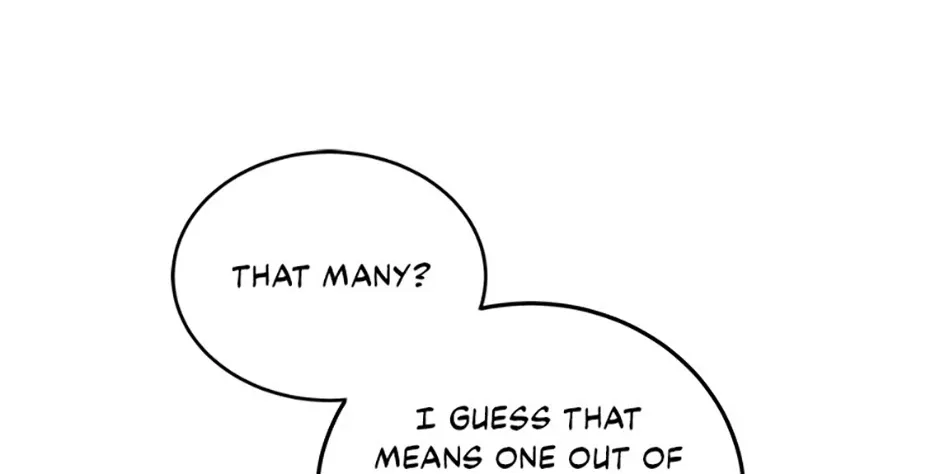 THAT MANY?
I GUESS THAT
MEANS ONE OUT OF